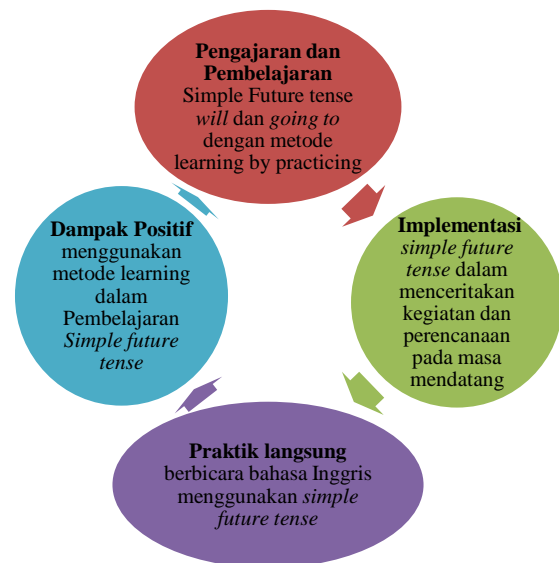 Pengajaran dan
Pembelajaran
Simple Future tense
will dan going to
dengan metode
learning by practicing
Implementasi
simple future
tense dalam
menceritakan
kegiatan dan
perencanaan
pada masa
mendatang
Praktik langsung
berbicara bahasa Inggris
menggunakan simple
future tense
Dampak Positif
menggunakan
metode learning
dalam
Pembelajaran
Simple future
tense